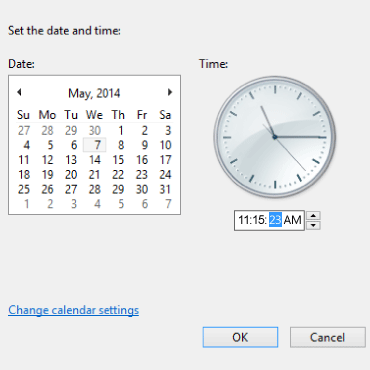 Set the date and time:
Date:
Time:
May, 2014
Su Mo Tu We Th Fr Sa
27 28 29 30 1 2 3
4 5 6 7 8 9 10
11 12 13 14 15 16 17
18 19 20 21 22 23 24
25 26 27 28 29 30 31
1 2 3 4 5 6 7
11:15:23 AM
Change calendar settings
OK
Cancel